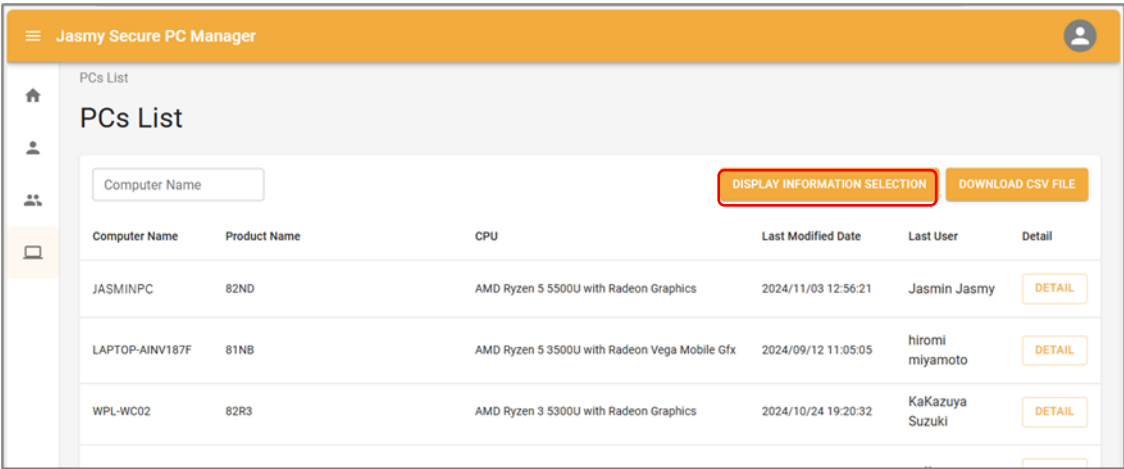 Jasmy Secure PC Manager
PCs List
PCs List
Computer Name
DISPLAY INFORMATION SELECTION DOWNLOAD CSV FILE
Computer Name Product Name CPU Last Modified Date Last User Detail
JASMINPC 82ND AMD Ryzen 5 5500U with Radeon Graphics 2024/11/03 12:56:21 Jasmin Jasmy DETAIL
LAPTOP-AINV187F 81NB AMD Ryzen 5 3500U with Radeon Vega Mobile Gfx 2024/09/12 11:05:05 hiromi
miyamoto DETAIL
WPL-WC02 82R3 AMD Ryzen 3 5300U with Radeon Graphics 2024/10/24 19:20:32 KaKazuya
Suzuki DETAIL